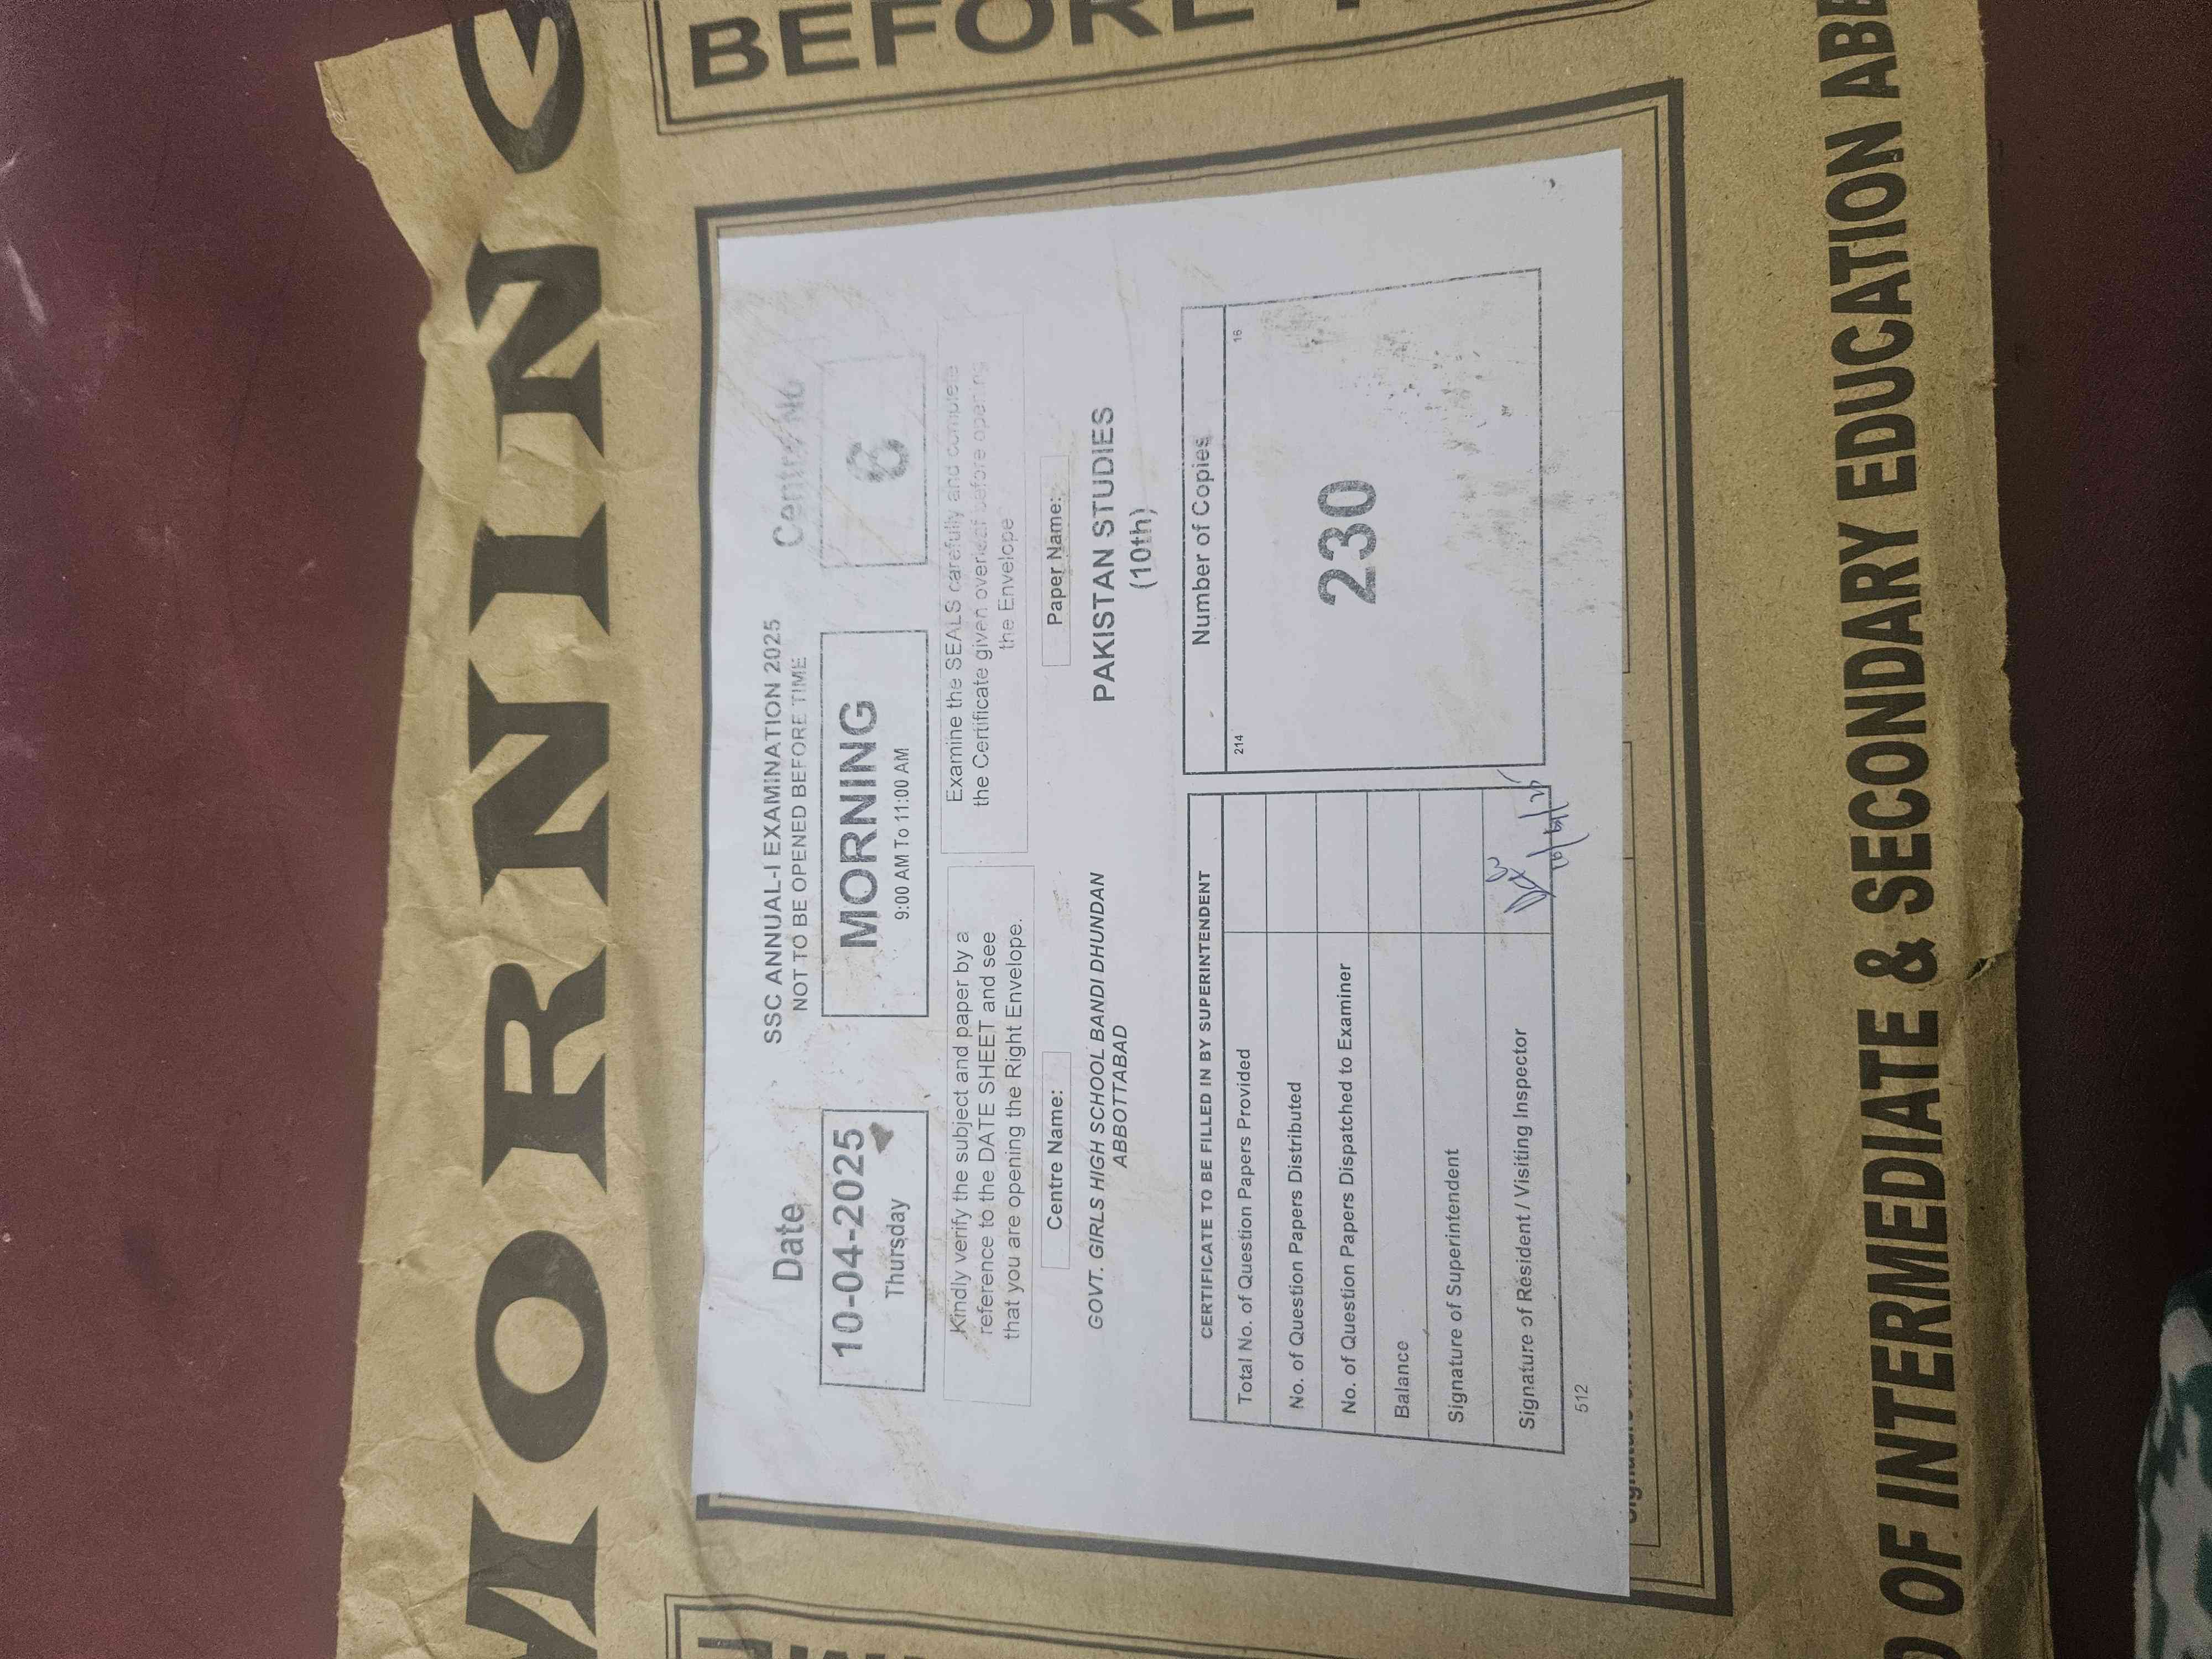 MORNING
BEFORE
SSC ANNUAL-I EXAMINATION 2025
NOT TO BE OPENED BEFORE TIME
Date
10-04-2025
Thursday
MORNING
9:00 AM To 11:00 AM
Centre NO
6
Kindly verify the subject and paper by a
reference to the DATE SHEET and see
that you are opening the Right Envelope.
Examine the SEALS carefully and complete
the Certificate given overleaf before opening
the Envelope
Centre Name:
GOVT. GIRLS HIGH SCHOOL BANDI DHUNDAN
ABBOTTABAD
Paper Name:
PAKISTAN STUDIES
(10th)
CERTIFICATE TO BE FILLED IN BY SUPERINTENDENT
Total No. of Question Papers Provided
No. of Question Papers Distributed
No. of Question Papers Dispatched to Examiner
Balance
Signature of Superintendent
Signature of Resident / Visiting Inspector
10/4/25
512
Number of Copies
214
16
230
OF INTERMEDIATE & SECONDARY EDUCATION ABB